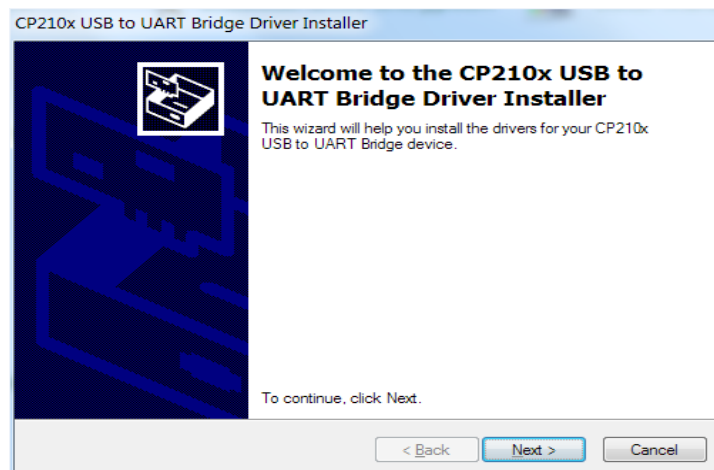 CP210x USB to UART Bridge Driver Installer
Welcome to the CP210x USB to
UART Bridge Driver Installer
This wizard will help you install the drivers for your CP210x
USB to UART Bridge device.
To continue, click Next.
< Back
Next >
Cancel